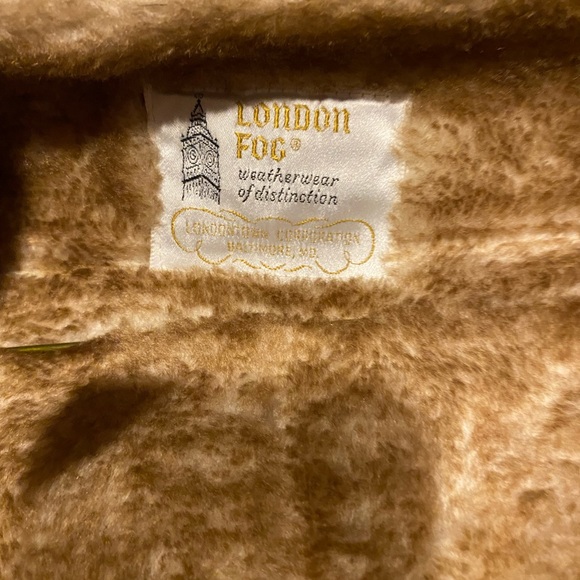 LONDON
FOG®
weatherwear
of distinction
LONDONTOWN CORPORATION
BALTIMORE, MD.